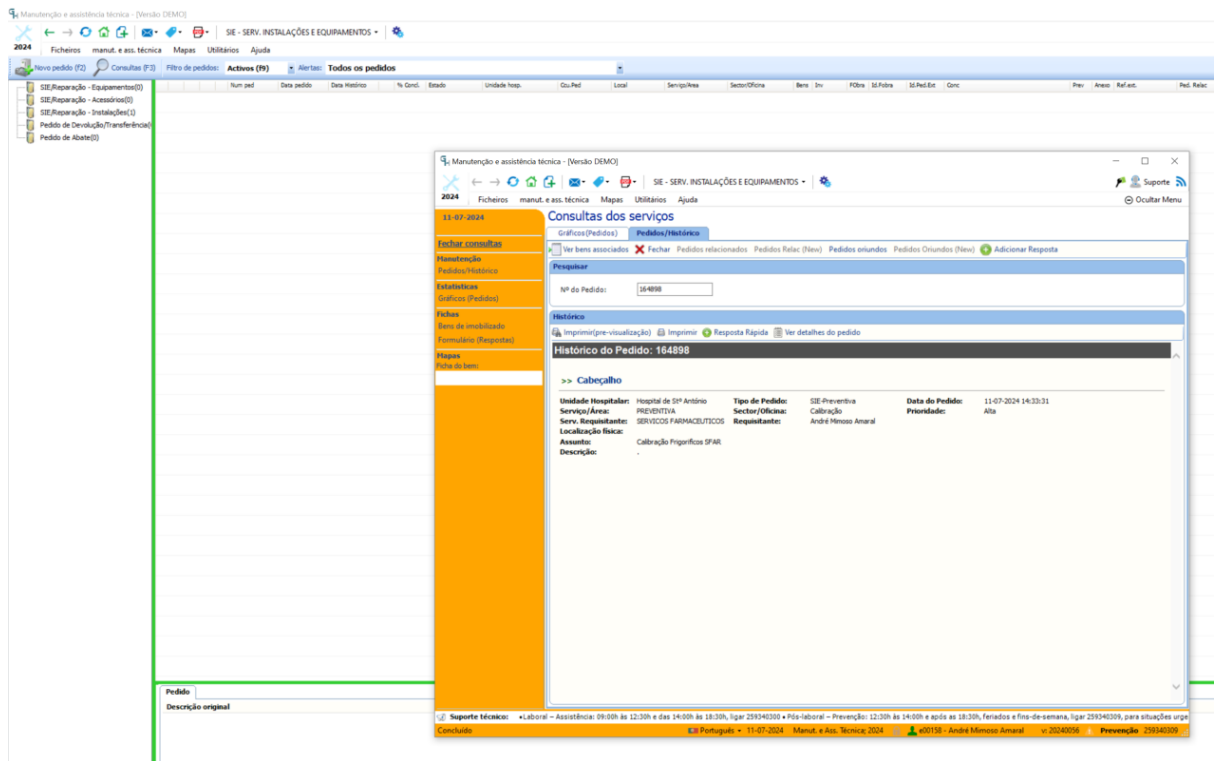 Manutenção e assistência técnica - [Versão DEMO]
SIE - SERV. INSTALAÇÕES E EQUIPAMENTOS
2024 Ficheiros manut. e ass. técnica Mapas Utilitários Ajuda
Novo pedido (F2) Consultas (F3) Filtro de pedidos: Activos (f9) Alertas: Todos os pedidos
SIE/Reparação - Equipamentos(0)
SIE/Reparação - Acessórios(0)
SIE/Reparação - Instalações(1)
Pedido de Devolução/Transferência(
Pedido de Abate(0)
Num ped Data pedido Data Histórico % Cond. Estado Unidade hosp. Gcu.Ped Local Serviço/Area Sector/Oficina Bens Inv FObra Id.Fobra Id.Ped.Ext Conc Prev Anexo Ref.ext. Ped. Relac
Manutenção e assistência técnica - [Versão DEMO]
SIE - SERV. INSTALAÇÕES E EQUIPAMENTOS Suporte
2024 Ficheiros manut. e ass. técnica Mapas Utilitários Ajuda Ocultar Menu
11-07-2024
Fechar consultas
Manutenção
Pedidos/Histórico
Estatísticas
Gráficos (Pedidos)
Fichas
Bens de imobilizado
Formulário (Respostas)
Mapas
Ficha do bem:
Consultas dos serviços
Gráficos(Pedidos) Pedidos/Histórico
Ver bens associados Fechar Pedidos relacionados Pedidos Relac (New) Pedidos oriundos Pedidos Oriundos (New) Adicionar Resposta
Pesquisar
Nº do Pedido: 164898
Histórico
Imprimir(pre-visualização) Imprimir Resposta Rápida Ver detalhes do pedido
Histórico do Pedido: 164898
>> Cabeçalho
Unidade Hospitalar: Hospital de Stº António Tipo de Pedido: SIE-Preventiva Data do Pedido: 11-07-2024 14:33:31
Serviço/Área: PREVENTIVA Sector/Oficina: Calibração Prioridade: Alta
Serv. Requisitante: SERVICOS FARMACEUTICOS Requisitante: André Mimoso Amaral
Localização física:
Assunto: Calibração Frigorificos SFAR
Descrição: .
Pedido
Descrição original
Suporte técnico: •Laboral – Assistência: 09:00h às 12:30h e das 14:00h às 18:30h, ligar 259340300 • Pós-laboral – Prevenção: 12:30h às 14:00h e após as 18:30h, feriados e fins-de-semana, ligar 259340309, para situações urge
Concluído Português 11-07-2024 Manut. e Ass. Técnica; 2024 e00158 - André Mimoso Amaral v: 20240056 Prevenção 259340309